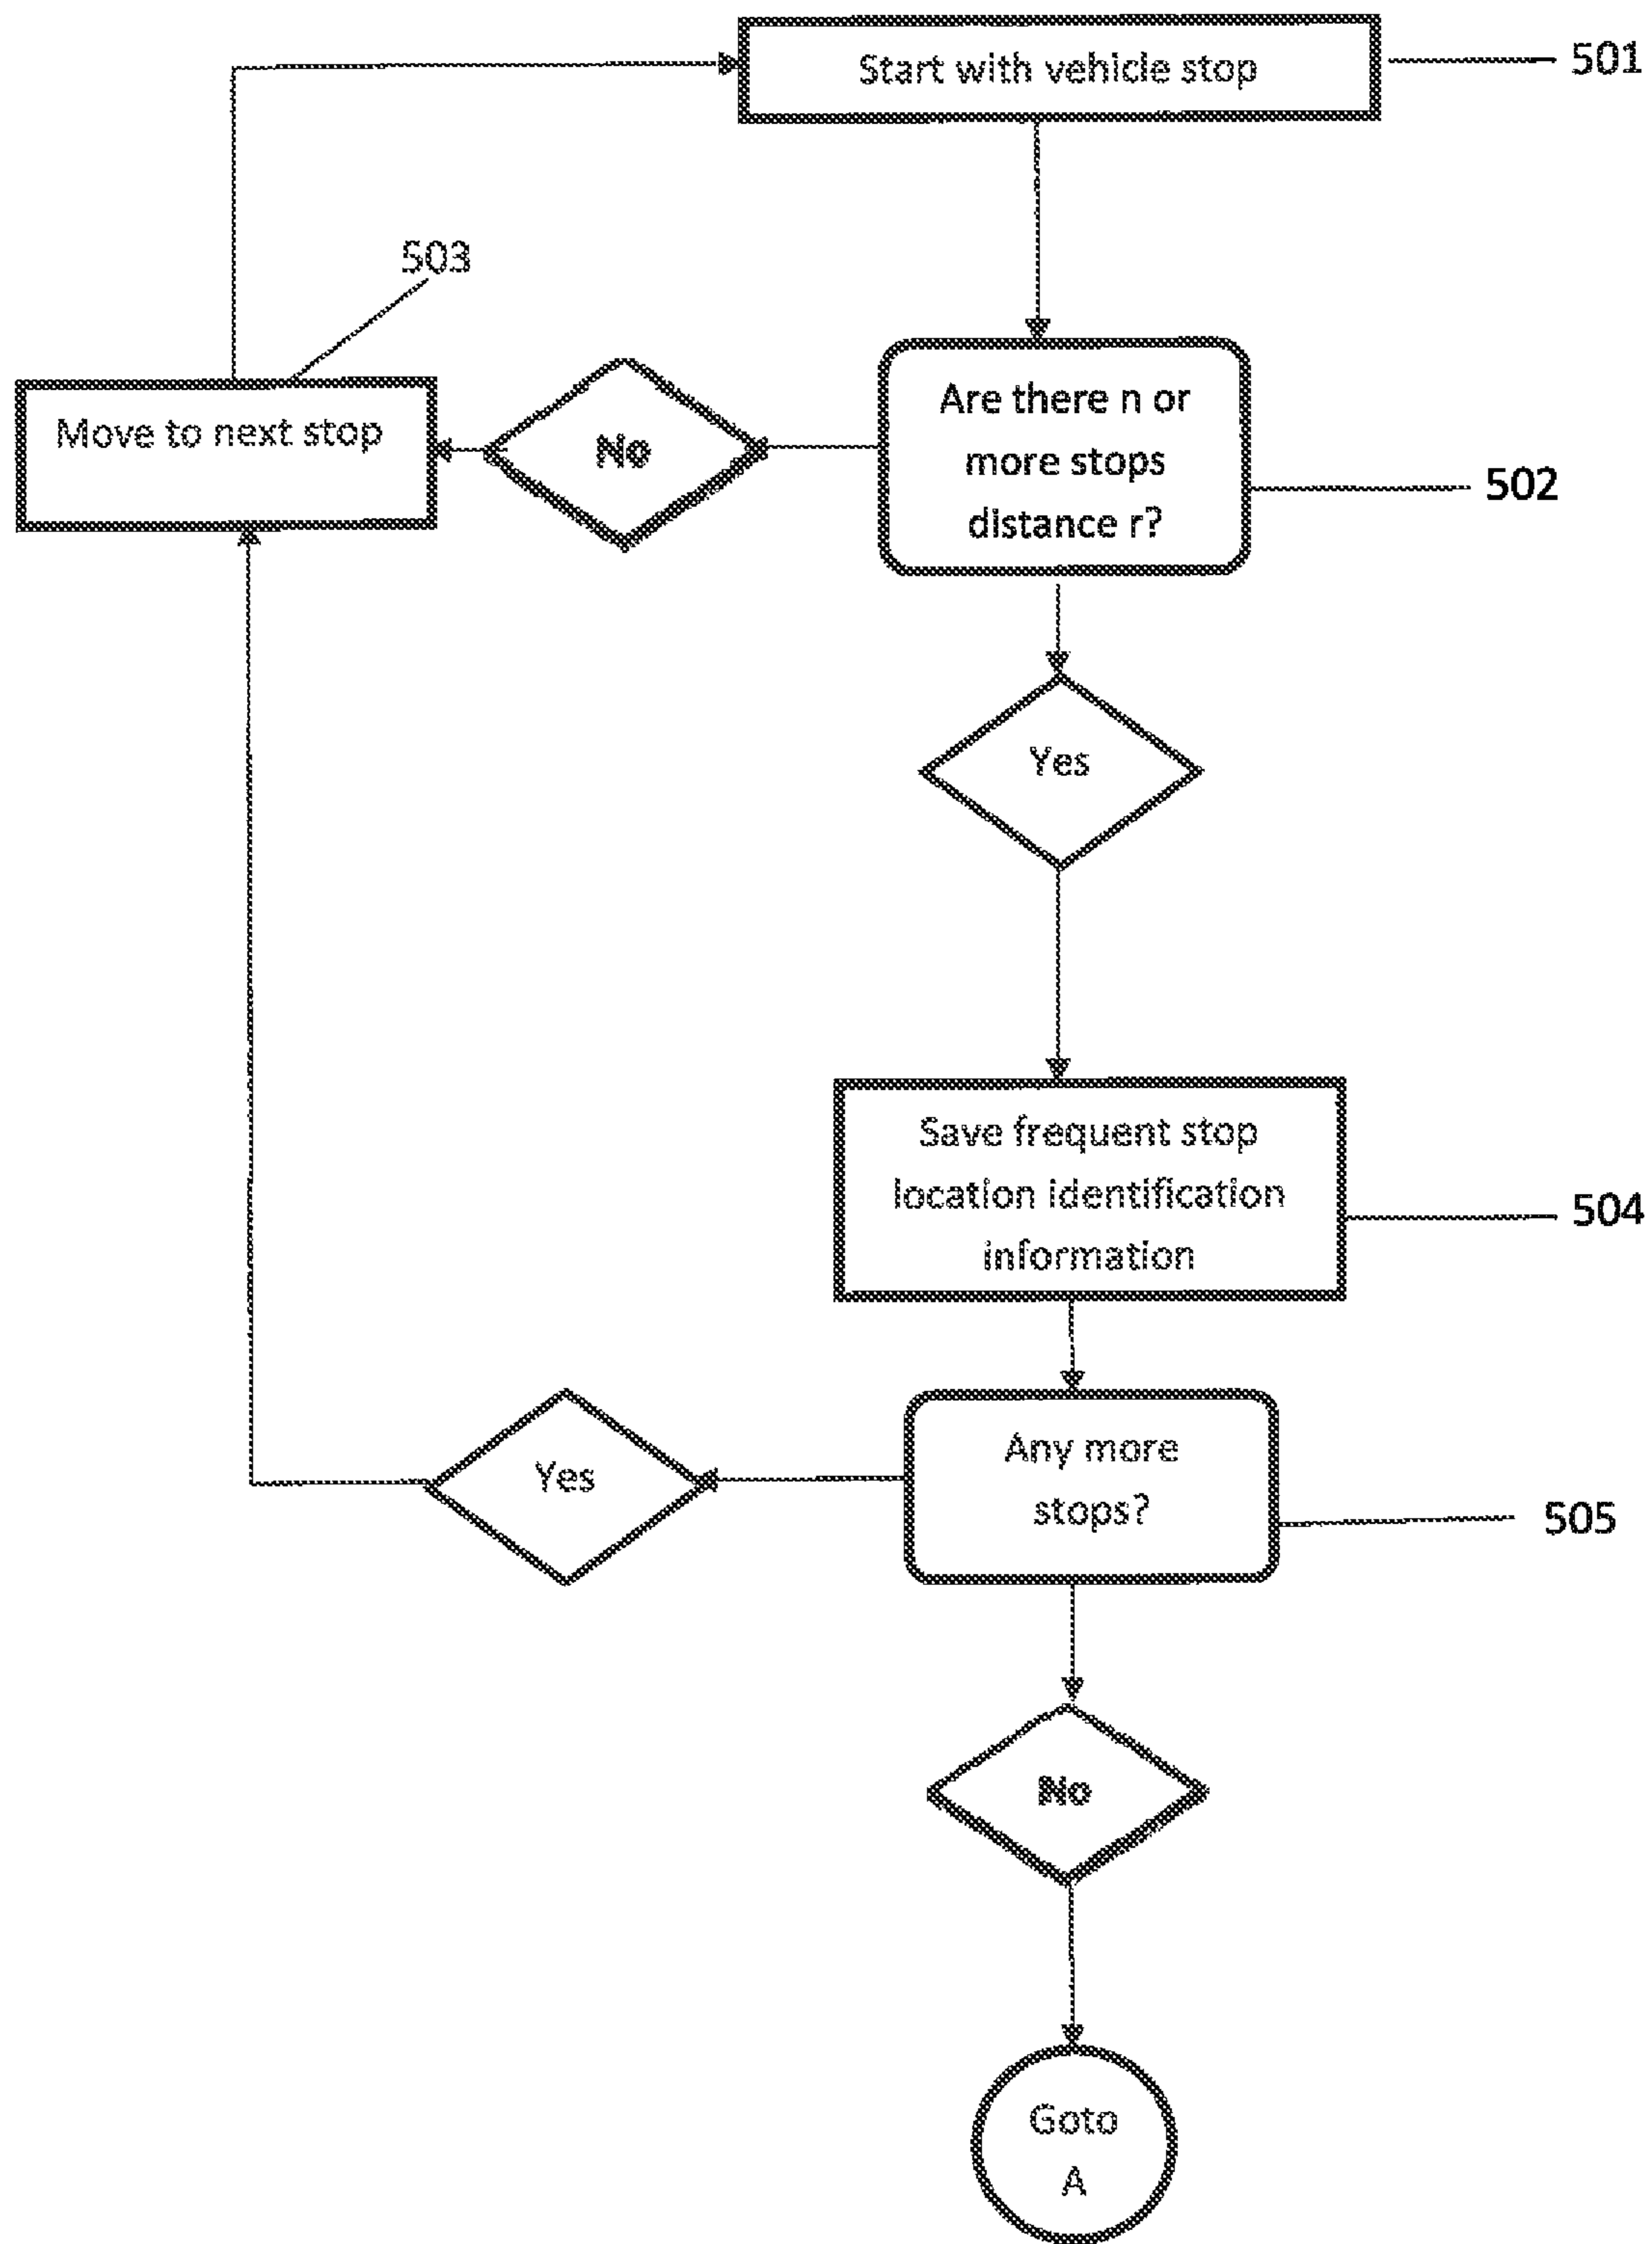 Start with vehicle stop
501
503
Move to next stop
No
Are there n or
more stops
distance r?
502
Yes
Save frequent stop
location identification
information
504
Yes
Any more
stops?
505
No
Goto
A